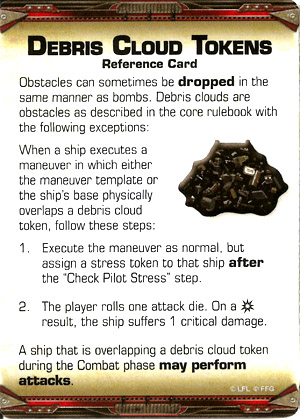 DEBRIS CLOUD TOKENS
Reference Card
Obstacles can sometimes be dropped in the
same manner as bombs. Debris clouds are
obstacles as described in the core rulebook with
the following exceptions:
When a ship executes a
maneuver in which either
the maneuver template or
the ship's base physically
overlaps a debris cloud
token, follow these steps:
1. Execute the maneuver as normal, but
assign a stress token to that ship after
the "Check Pilot Stress" step.
2. The player rolls one attack die. On a
result, the ship suffers 1 critical damage.
A ship that is overlapping a debris cloud token
during the Combat phase may perform
attacks.
© LFL © FFG